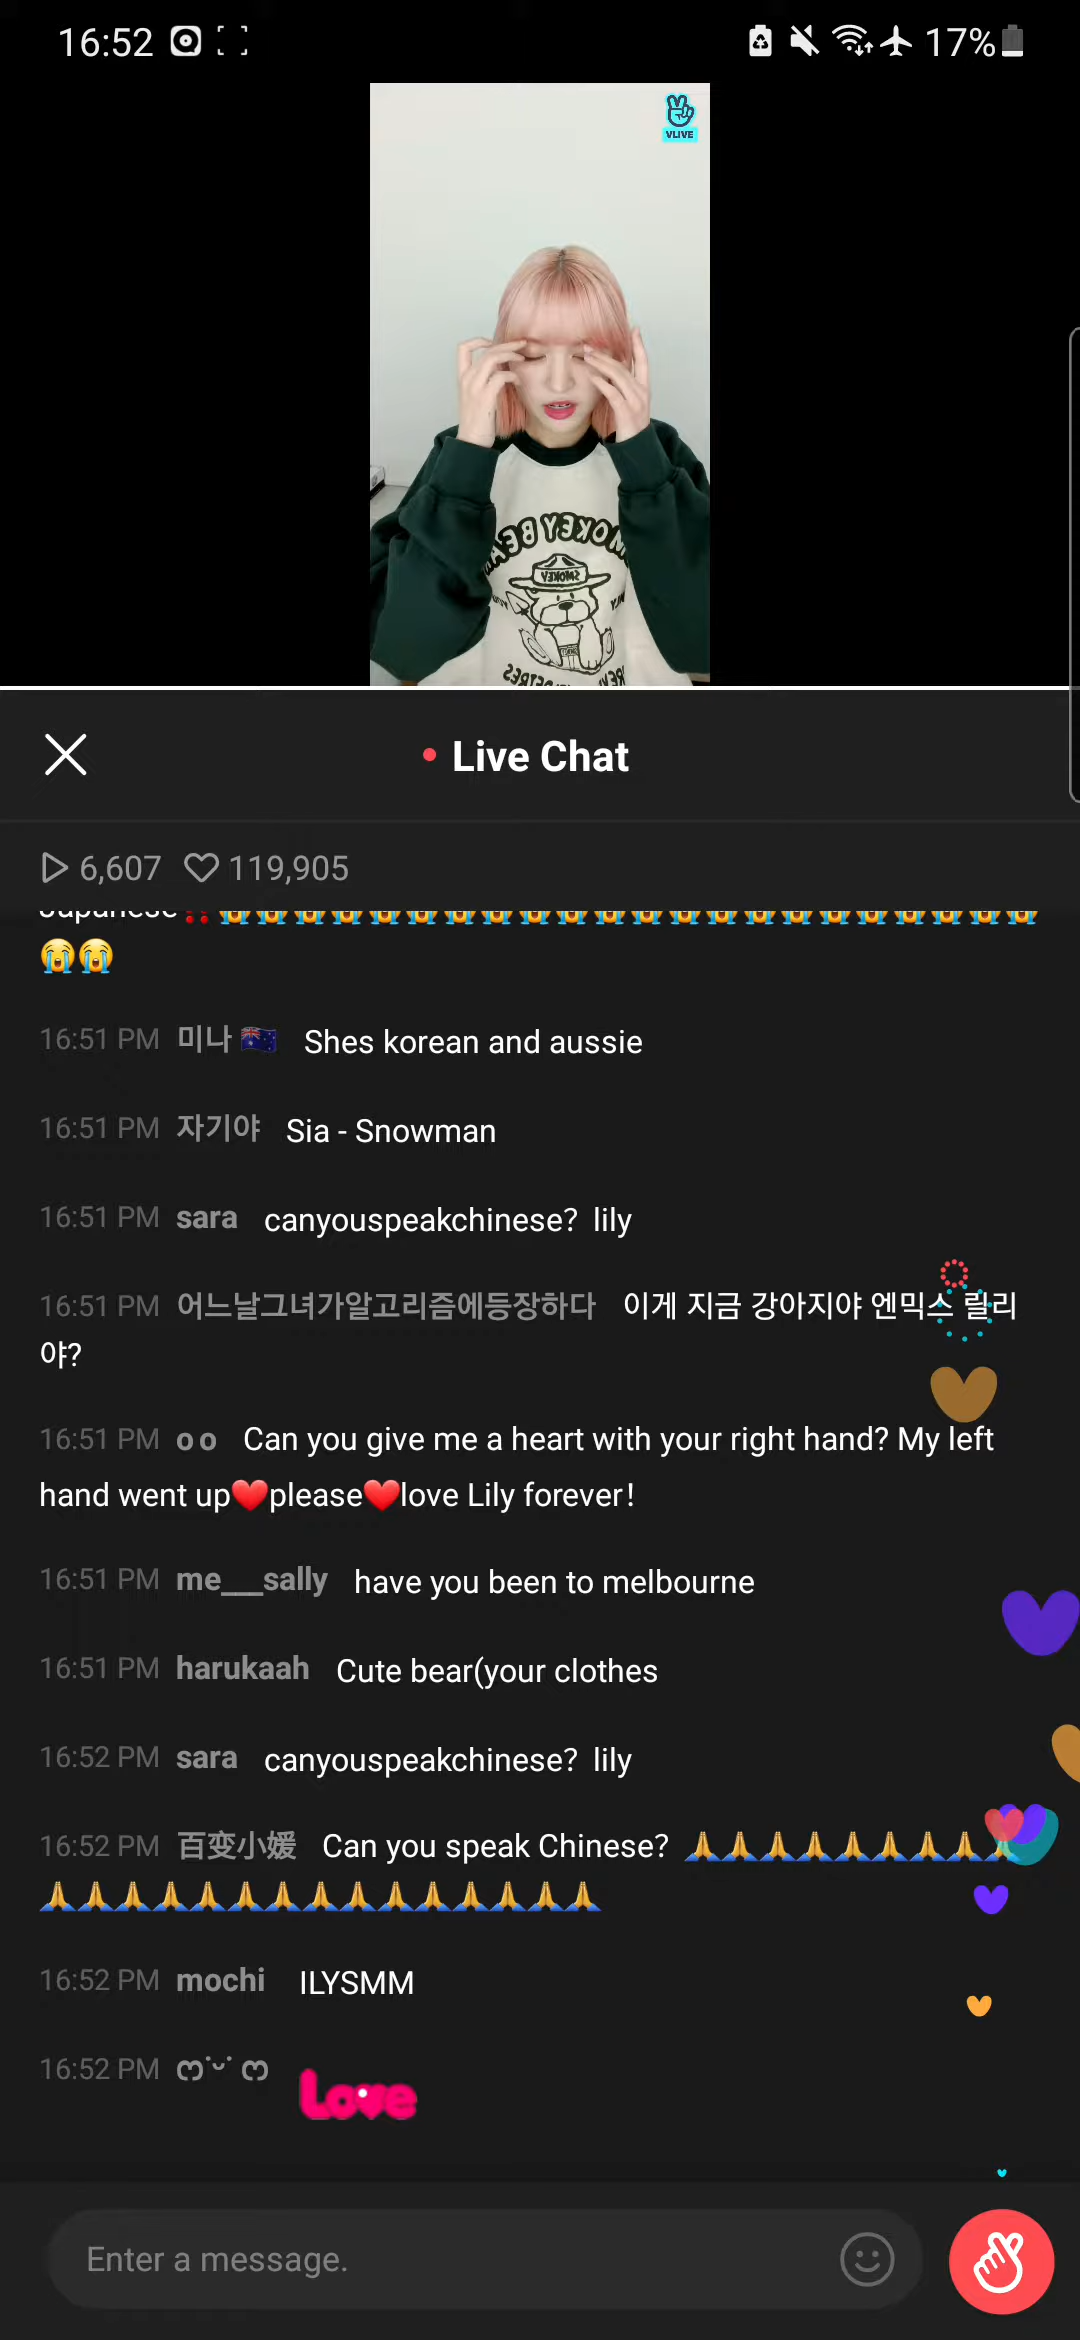 16:52 17%
VLIVE
SMOKEY BEAR
SMOKEY
Live Chat
6,607 119,905
Japanese‼😭😭😭😭😭😭😭😭😭😭😭😭😭😭😭😭😭😭😭😭😭😭
😭😭
16:51 PM 미나 🇦🇺 Shes korean and aussie
16:51 PM 자기야 Sia - Snowman
16:51 PM sara canyouspeakchinese? lily
16:51 PM 어느날그녀가알고리즘에등장하다 이게 지금 강아지야 엔믹스 릴리
야?
16:51 PM o o Can you give me a heart with your right hand? My left
hand went up❤️please❤️love Lily forever!
16:51 PM me___sally have you been to melbourne
16:51 PM harukaah Cute bear(your clothes
16:52 PM sara canyouspeakchinese? lily
16:52 PM 百变小媛 Can you speak Chinese? 🙏🙏🙏🙏🙏🙏🙏🙏🙏
🙏🙏🙏🙏🙏🙏🙏🙏🙏🙏🙏🙏🙏🙏🙏
16:52 PM mochi ILYSMM
16:52 PM ෆ˙ᵕ˙ ෆ Love
Enter a message.